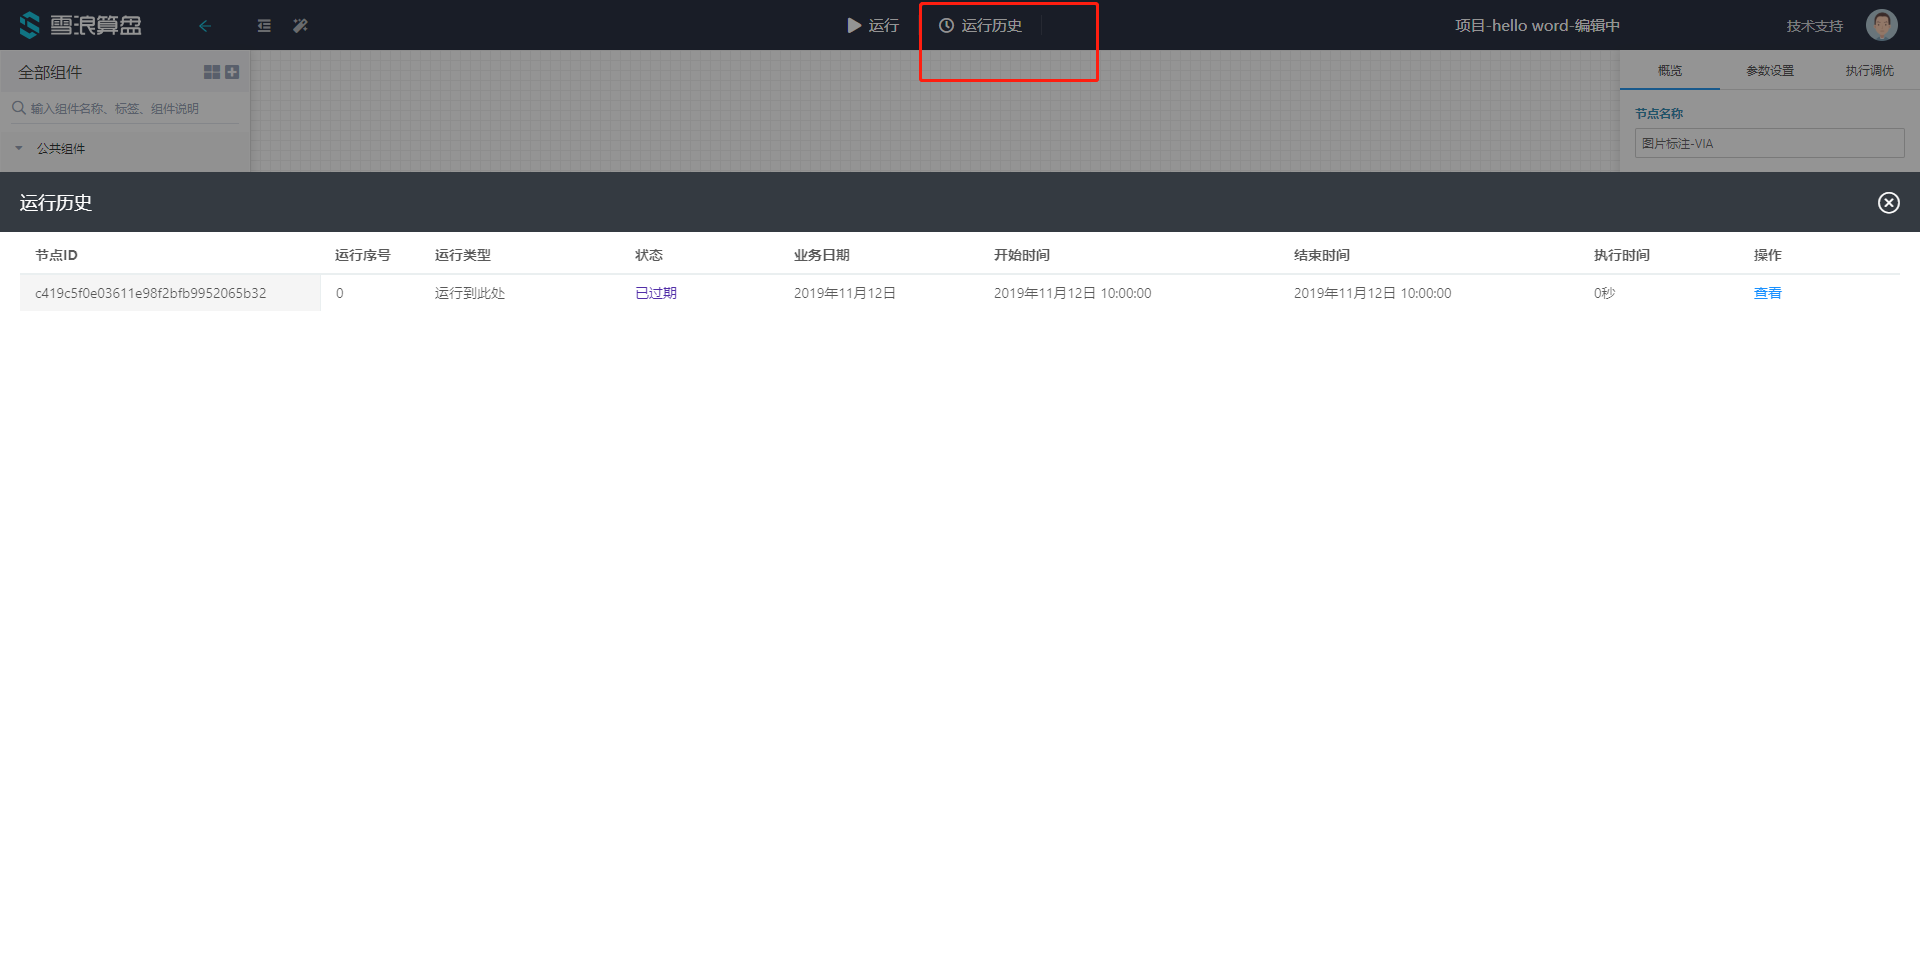 雪浪算盘
运行
运行历史
项目-hello word-编辑中
技术支持
全部组件
概览
参数设置
执行调优
输入组件名称、标签、组件说明
节点名称
公共组件
图片标注-VIA
运行历史
节点ID 运行序号 运行类型 状态 业务日期 开始时间 结束时间 执行时间 操作
c419c5f0e03611e98f2bfb9952065b32 0 运行到此处 已过期 2019年11月12日 2019年11月12日 10:00:00 2019年11月12日 10:00:00 0秒 查看